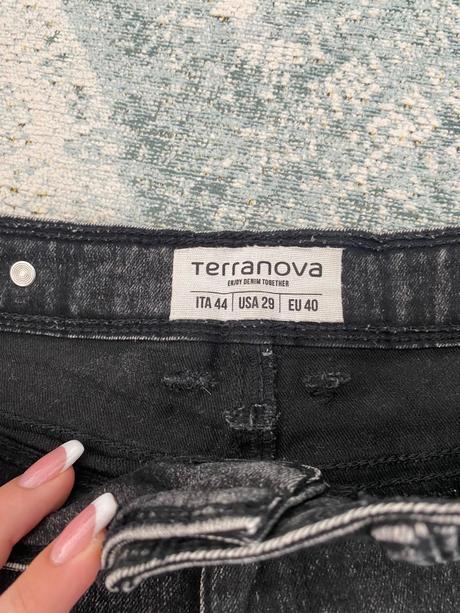 Terranova
ENJOY DENIM TOGETHER
ITA 44 | USA 29 | EU 40